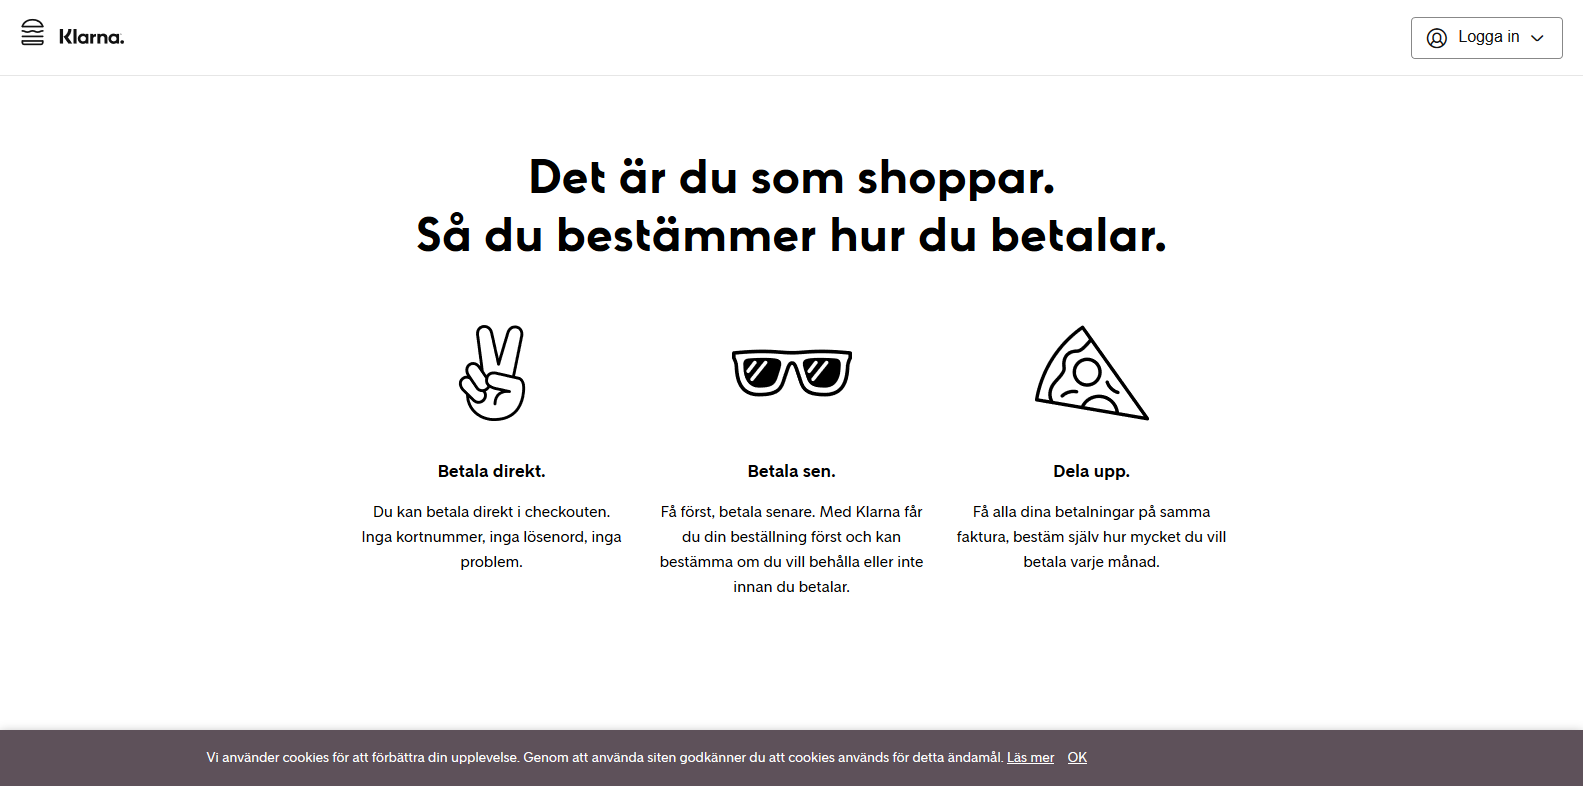 Klarna.
Logga in
Det är du som shoppar.
Så du bestämmer hur du betalar.
Betala direkt.
Du kan betala direkt i checkouten.
Inga kortnummer, inga lösenord, inga
problem.
Betala sen.
Få först, betala senare. Med Klarna får
du din beställning först och kan
bestämma om du vill behålla eller inte
innan du betalar.
Dela upp.
Få alla dina betalningar på samma
faktura, bestäm själv hur mycket du vill
betala varje månad.
Vi använder cookies för att förbättra din upplevelse. Genom att använda siten godkänner du att cookies används för detta ändamål. Läs mer OK